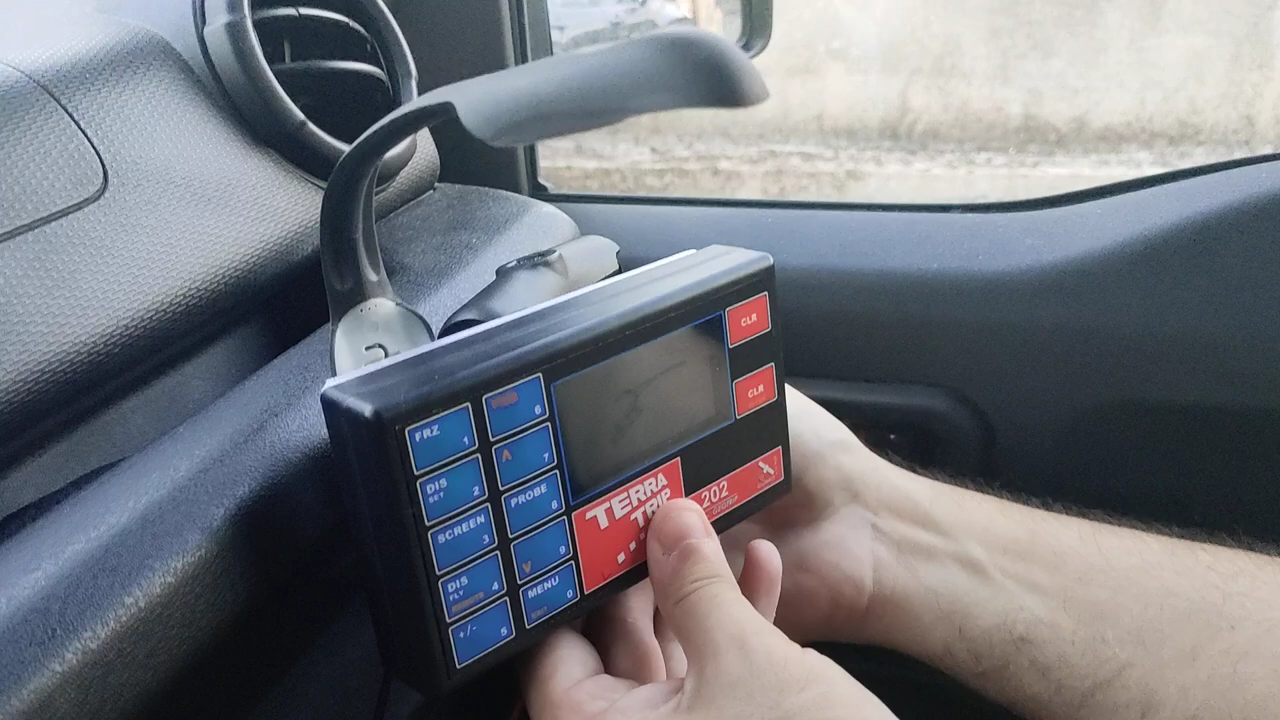 FRZ 1
6
DIS
SET 2
7
SCREEN 3
PROBE 8
DIS
FLY 4
REMOTE
9
+/- 5
MENU 0
CLR
CLR
TERRA
TRIP
202